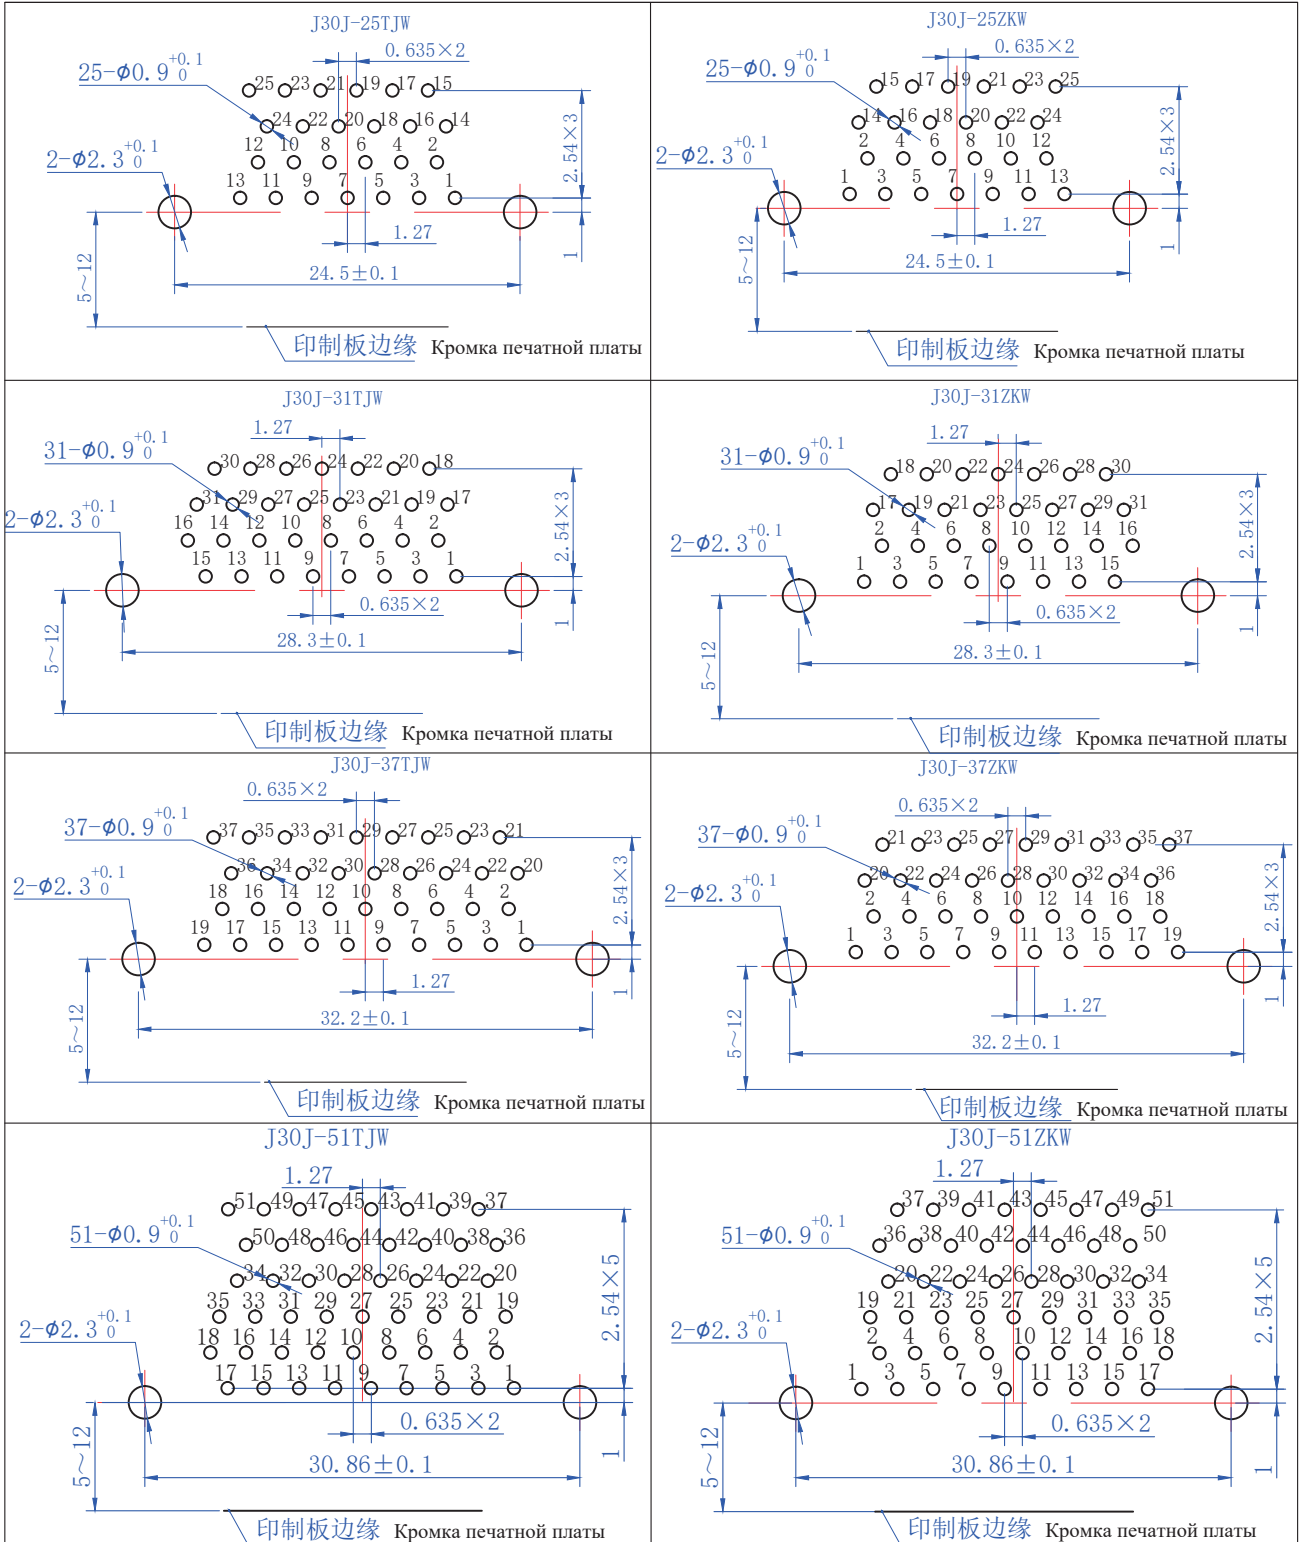 J30J-25TJW
0.635×2
25-ϕ0.9 +0.1 0
25 23 21 19 17 15
24 22 20 18 16 14
12 10 8 6 4 2
13 11 9 7 5 3 1
2-ϕ2.3 +0.1 0
2.54×3
1.27
1
24.5±0.1
5~12
印制板边缘 Кромка печатной платы
J30J-25ZKW
0.635×2
25-ϕ0.9 +0.1 0
15 17 19 21 23 25
14 16 18 20 22 24
2 4 6 8 10 12
1 3 5 7 9 11 13
2-ϕ2.3 +0.1 0
2.54×3
1.27
1
24.5±0.1
5~12
印制板边缘 Кромка печатной платы
J30J-31TJW
1.27
31-ϕ0.9 +0.1 0
30 28 26 24 22 20 18
31 29 27 25 23 21 19 17
16 14 12 10 8 6 4 2
15 13 11 9 7 5 3 1
2-ϕ2.3 +0.1 0
2.54×3
0.635×2
1
28.3±0.1
5~12
印制板边缘 Кромка печатной платы
J30J-31ZKW
1.27
31-ϕ0.9 +0.1 0
18 20 22 24 26 28 30
17 19 21 23 25 27 29 31
2 4 6 8 10 12 14 16
1 3 5 7 9 11 13 15
2-ϕ2.3 +0.1 0
2.54×3
0.635×2
1
28.3±0.1
5~12
印制板边缘 Кромка печатной платы
J30J-37TJW
0.635×2
37-ϕ0.9 +0.1 0
37 35 33 31 29 27 25 23 21
36 34 32 30 28 26 24 22 20
18 16 14 12 10 8 6 4 2
19 17 15 13 11 9 7 5 3 1
2-ϕ2.3 +0.1 0
2.54×3
1.27
1
32.2±0.1
5~12
印制板边缘 Кромка печатной платы
J30J-37ZKW
0.635×2
37-ϕ0.9 +0.1 0
21 23 25 27 29 31 33 35 37
20 22 24 26 28 30 32 34 36
2 4 6 8 10 12 14 16 18
1 3 5 7 9 11 13 15 17 19
2-ϕ2.3 +0.1 0
2.54×3
1.27
1
32.2±0.1
5~12
印制板边缘 Кромка печатной платы
J30J-51TJW
1.27
51-ϕ0.9 +0.1 0
51 49 47 45 43 41 39 37
50 48 46 44 42 40 38 36
34 32 30 28 26 24 22 20
35 33 31 29 27 25 23 21 19
18 16 14 12 10 8 6 4 2
17 15 13 11 9 7 5 3 1
2-ϕ2.3 +0.1 0
2.54×5
0.635×2
1
30.86±0.1
5~12
印制板边缘 Кромка печатной платы
J30J-51ZKW
1.27
51-ϕ0.9 +0.1 0
37 39 41 43 45 47 49 51
36 38 40 42 44 46 48 50
20 22 24 26 28 30 32 34
19 21 23 25 27 29 31 33 35
2 4 6 8 10 12 14 16 18
1 3 5 7 9 11 13 15 17
2-ϕ2.3 +0.1 0
2.54×5
0.635×2
1
30.86±0.1
5~12
印制板边缘 Кромка печатной платы